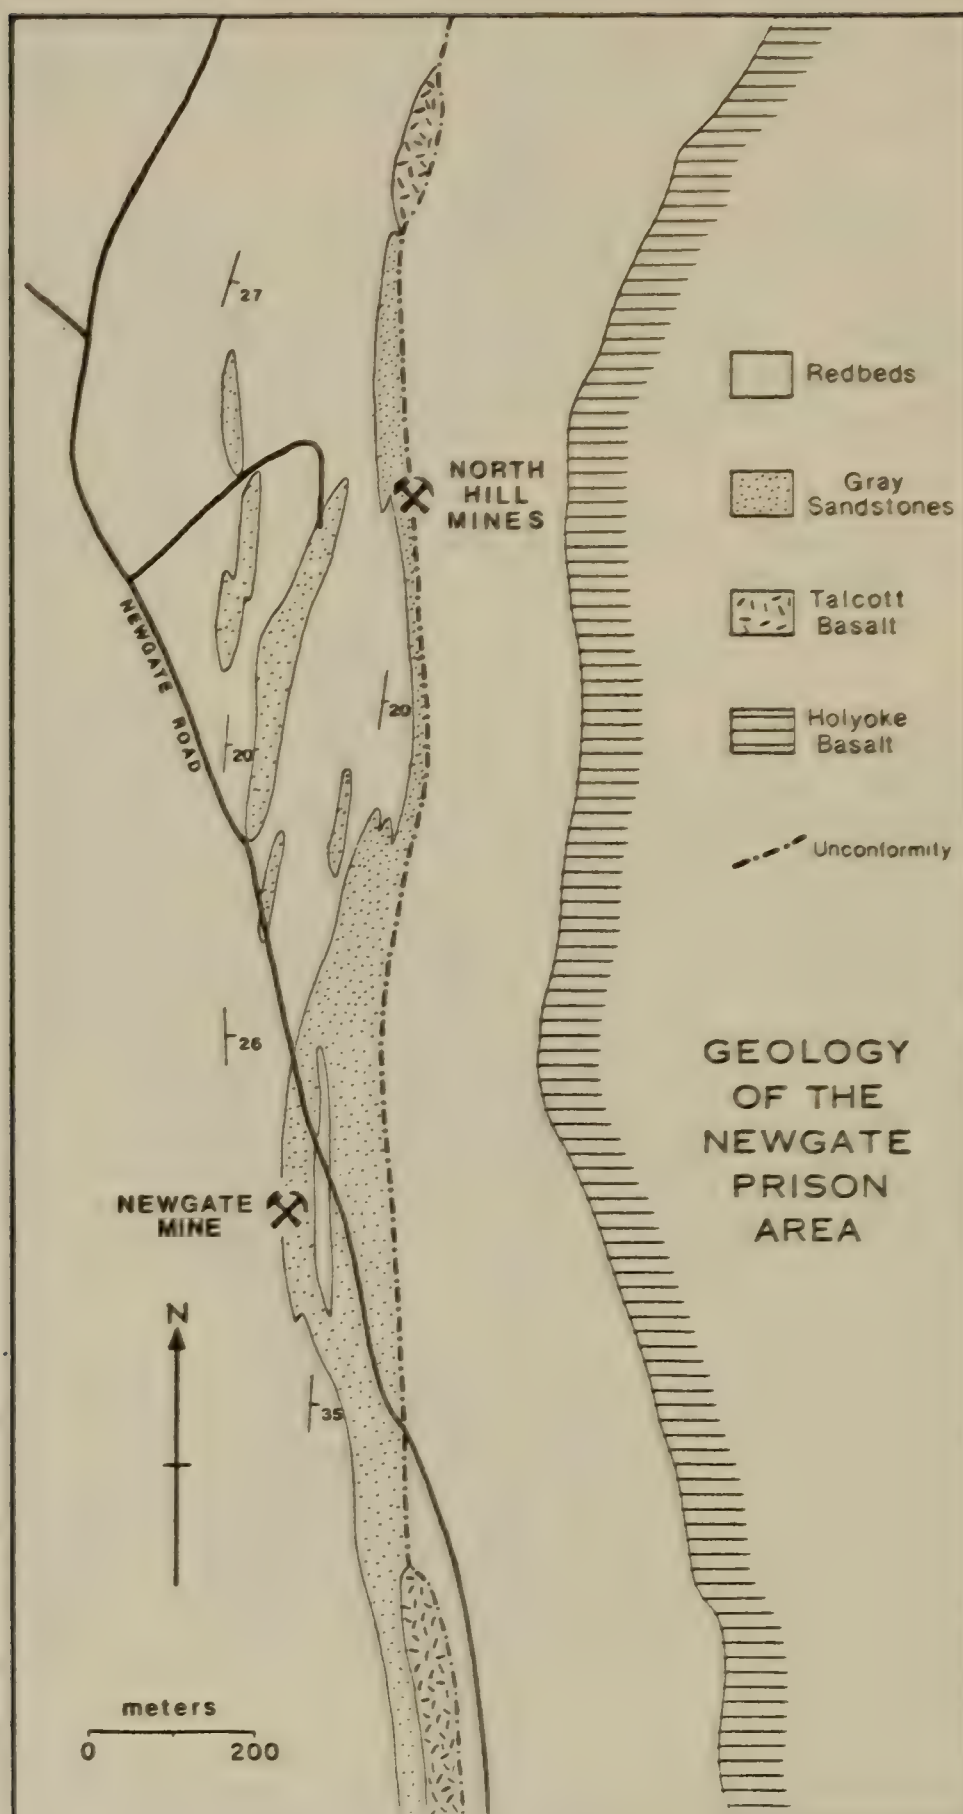 27
Redbeds
NORTH
HILL
MINES
Gray
Sandstones
NEWGATE ROAD
Talcott
Basalt
20
20
Holyoke
Basalt
Unconformity
26
GEOLOGY
OF THE
NEWGATE
PRISON
AREA
NEWGATE
MINE
N
35
meters
0 200